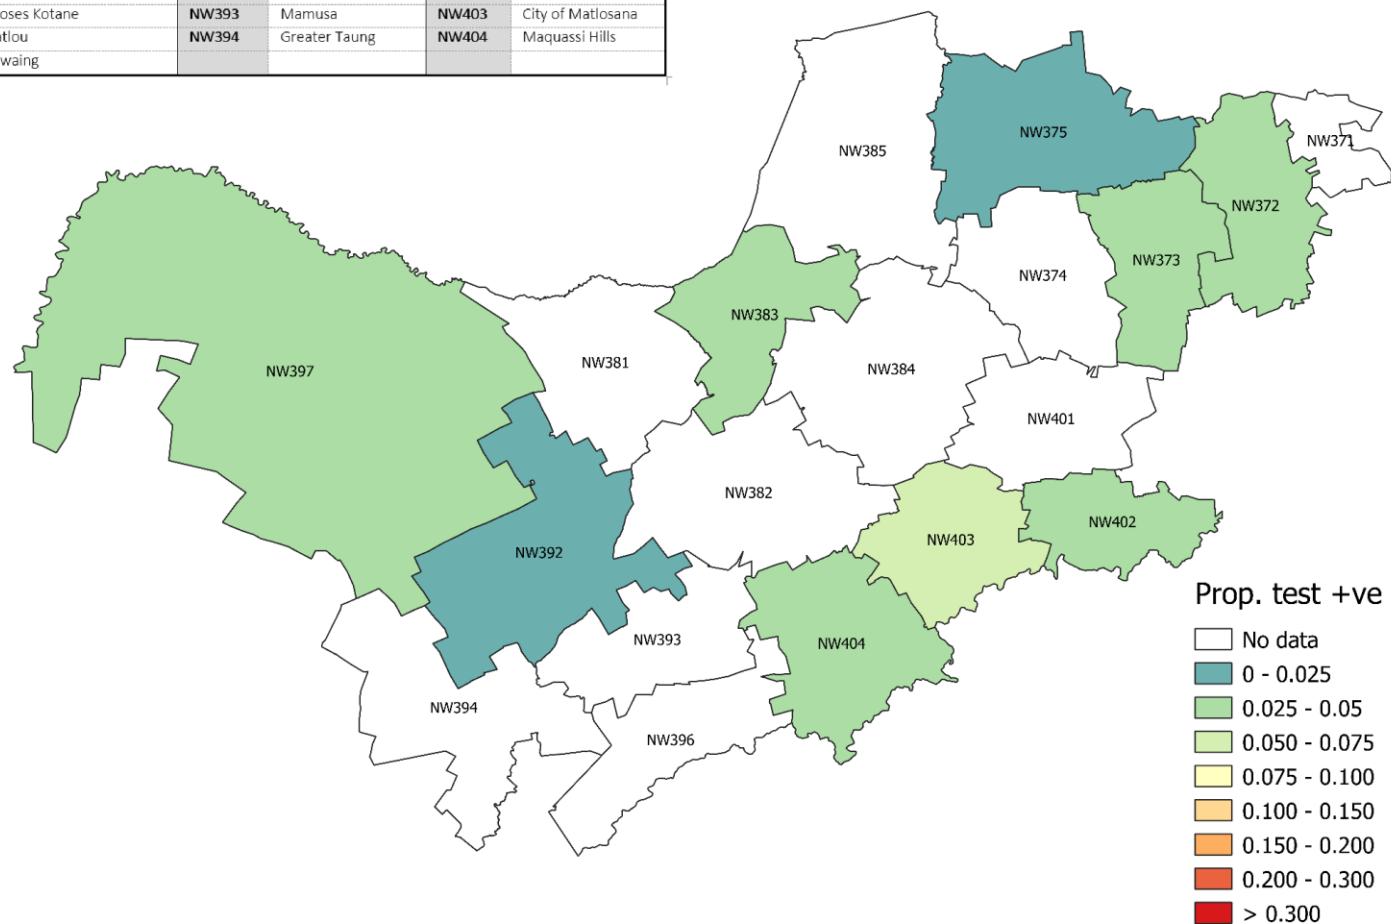 oses Kotane NW393 Mamusa NW403 City of Matlosana
tlou NW394 Greater Taung NW404 Maquassi Hills
waing
NW371
NW375
NW385
NW372
NW373
NW374
NW383
NW381
NW384
NW397
NW401
NW382
NW402
NW403
NW392
NW393
NW404
NW394
NW396
Prop. test +ve
No data
0 - 0.025
0.025 - 0.05
0.050 - 0.075
0.075 - 0.100
0.100 - 0.150
0.150 - 0.200
0.200 - 0.300
> 0.300